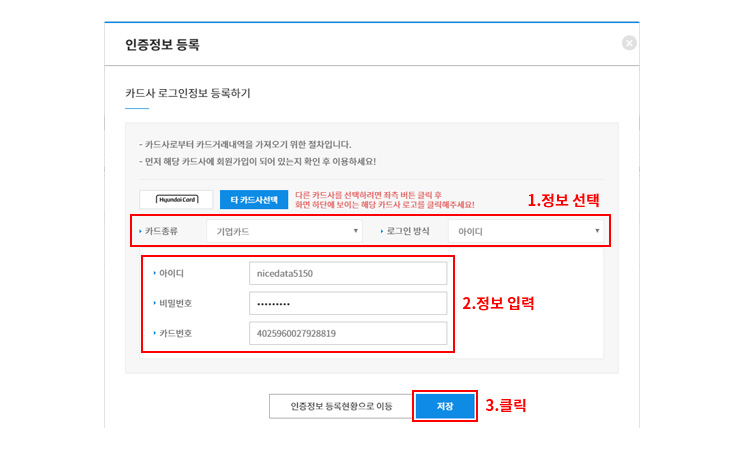 인증정보 등록
카드사 로그인정보 등록하기
- 카드사로부터 카드거래내역을 가져오기 위한 절차입니다.
- 먼저 해당 카드사에 회원가입이 되어 있는지 확인 후 이용하세요!
HyundaiCard 타 카드사선택 다른 카드사를 선택하려면 좌측 버튼 클릭 후
화면 하단에 보이는 해당 카드사 로고를 클릭해주세요!
1.정보 선택
카드종류 기업카드 로그인 방식 아이디
아이디 nicedata5150
비밀번호 •••••••••
2.정보 입력
카드번호 4025960027928819
인증정보 등록현황으로 이동 저장 3.클릭